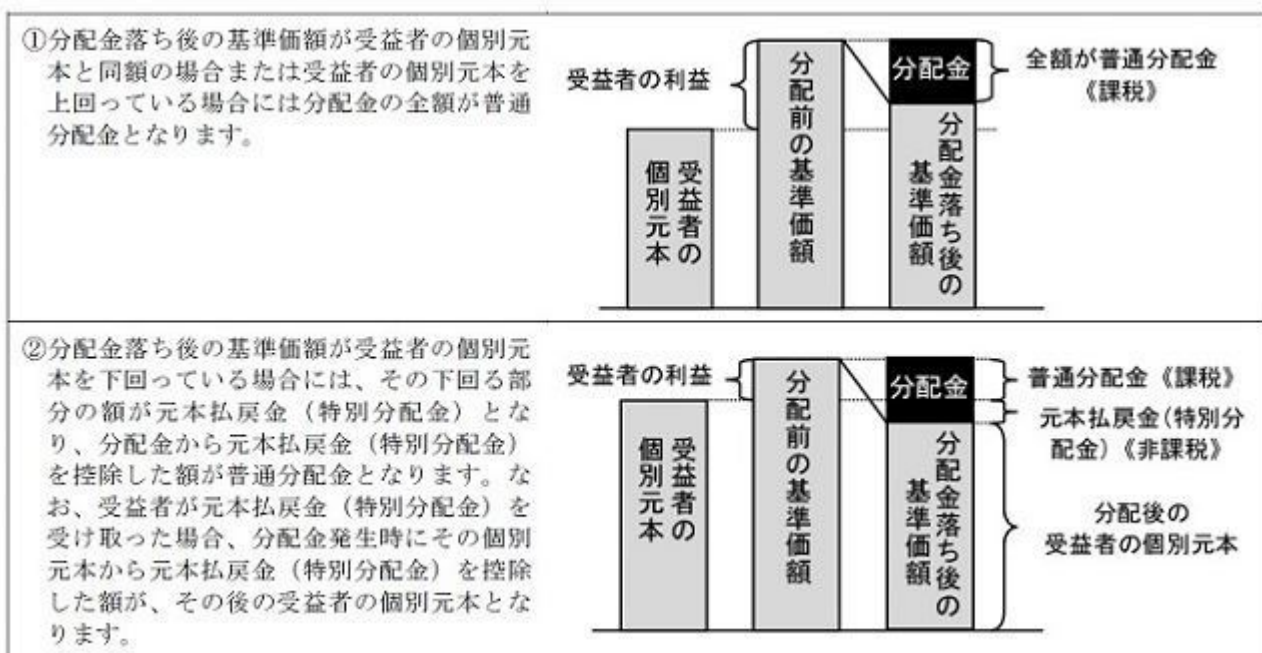 ①分配金落ち後の基準価額が受益者の個別元
本と同額の場合または受益者の個別元本を
上回っている場合には分配金の全額が普通
分配金となります。
受益者の利益
受益者の
個別元本
分配前の基準価額
分配金
分配金落ち後の
基準価額
全額が普通分配金
《課税》
②分配金落ち後の基準価額が受益者の個別元
本を下回っている場合には、その下回る部
分の額が元本払戻金（特別分配金）とな
り、分配金から元本払戻金（特別分配金）
を控除した額が普通分配金となります。な
お、受益者が元本払戻金（特別分配金）を
受け取った場合、分配金発生時にその個別
元本から元本払戻金（特別分配金）を控除
した額が、その後の受益者の個別元本とな
ります。
受益者の利益
受益者の
個別元本
分配前の基準価額
分配金
分配金落ち後の
基準価額
普通分配金《課税》
元本払戻金(特別分
配金)《非課税》
分配後の
受益者の個別元本